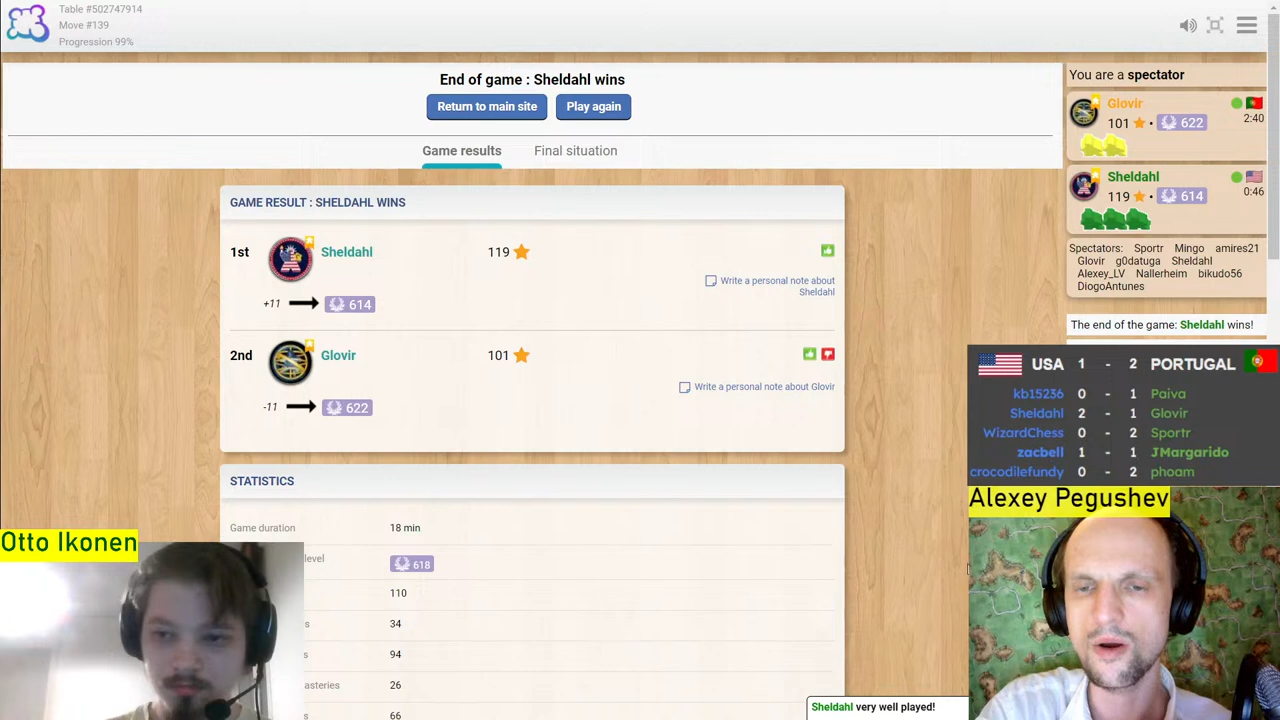 Table #502747914
Move #139
Progression 99%
End of game : Sheldahl wins
Return to main site
Play again
Game results
Final situation
You are a spectator
Glovir
101 • 622
2:40
Sheldahl
119 • 614
0:46
Spectators: Sportr Mingo amires21
Glovir g0datuga Sheldahl
Alexey_LV Nallerheim bikudo56
DiogoAntunes
The end of the game: Sheldahl wins!
GAME RESULT : SHELDAHL WINS
1st Sheldahl 119
Write a personal note about
Sheldahl
+11 614
2nd Glovir 101
Write a personal note about Glovir
-11 622
STATISTICS
Game duration 18 min
level 618
110
s 34
s 94
asteries 26
s 66
USA 1 - 2 PORTUGAL
kb15236 0 - 1 Paiva
Sheldahl 2 - 1 Glovir
WizardChess 0 - 2 Sportr
zacbell 1 - 1 JMargarido
crocodilefundy 0 - 2 phoam
Alexey Pegushev
Otto Ikonen
Sheldahl very well played!